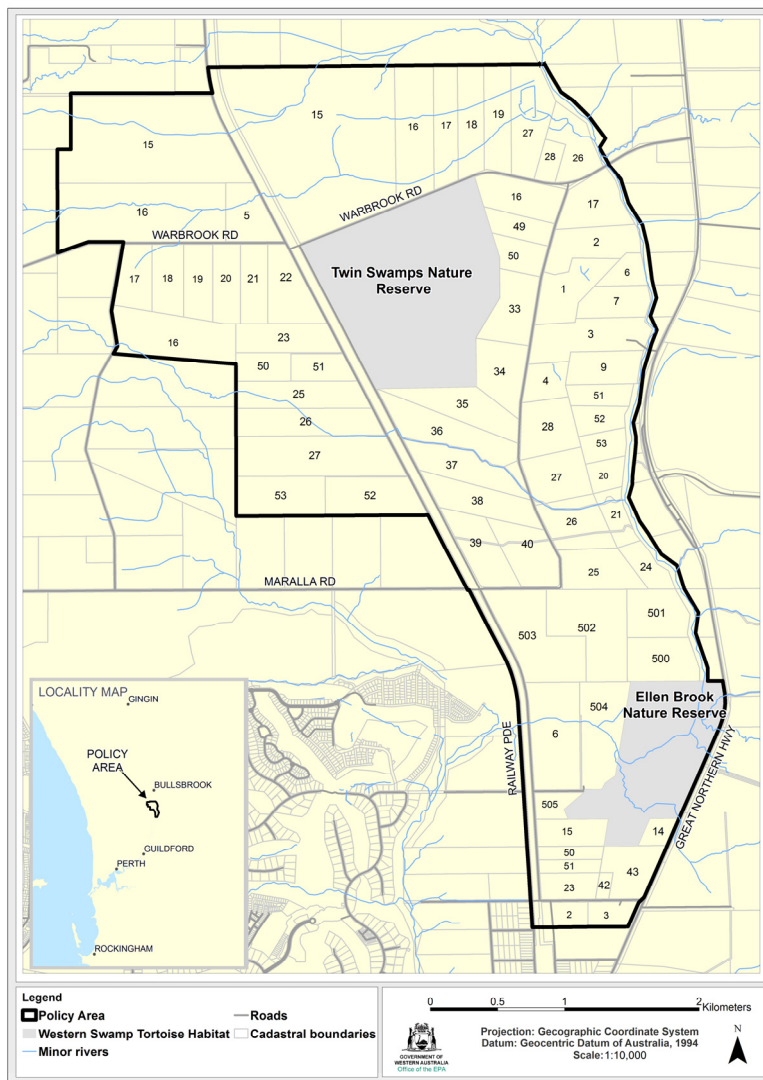 15
15
16
17
18
19
27
28
26
16
5
WARBROOK RD
WARBROOK RD
16
17
49
2
50
17
18
19
20
21
22
Twin Swamps Nature
Reserve
6
1
7
33
3
16
23
50
51
34
4
9
25
35
51
26
36
28
52
27
37
53
53
52
38
27
20
26
21
39
40
25
24
MARALLA RD
503
502
501
500
504
Ellen Brook
Nature Reserve
6
RAILWAY PDE
GREAT NORTHERN HWY
505
15
14
50
51
43
23
42
2
3
LOCALITY MAP
GINGIN
POLICY
AREA
BULLSBROOK
GUILDFORD
PERTH
ROCKINGHAM
Legend
Policy Area
Roads
Western Swamp Tortoise Habitat
Cadastral boundaries
Minor rivers
0 0.5 1 2
Kilometers
GOVERNMENT OF
WESTERN AUSTRALIA
Office of the EPA
Projection: Geographic Coordinate System
Datum: Geocentric Datum of Australia, 1994
Scale: 1:10,000
N